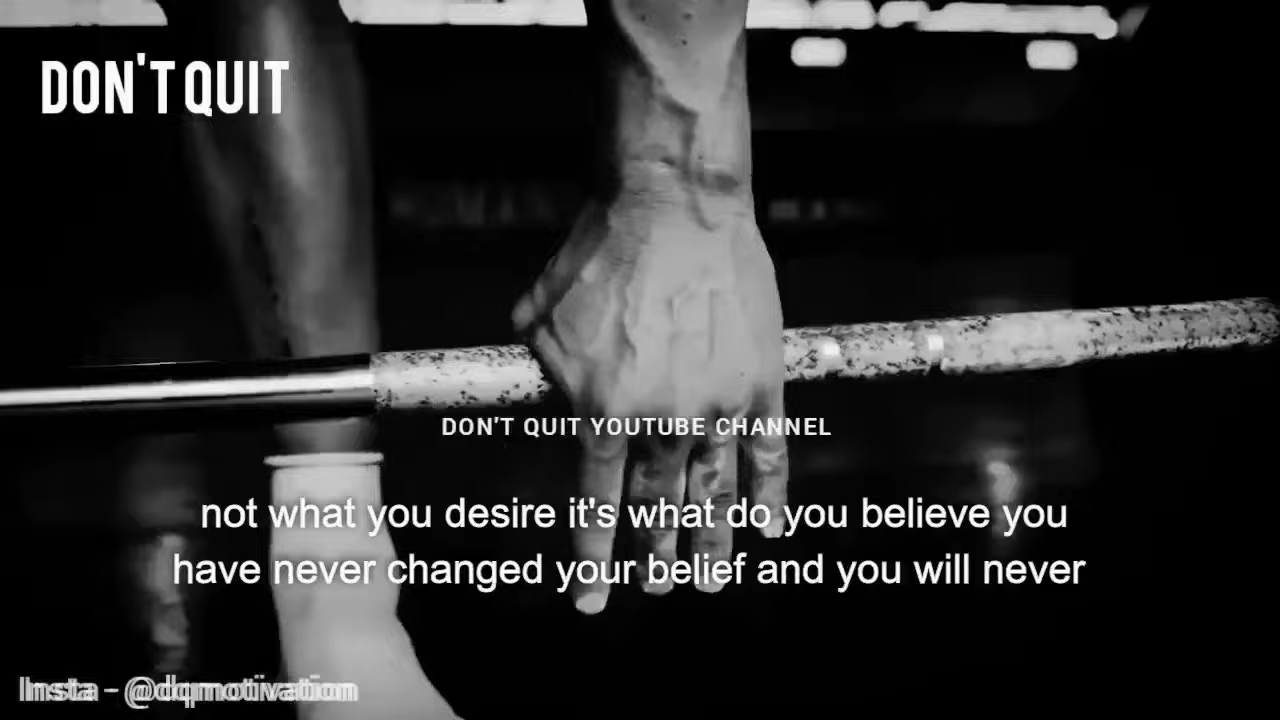 DON'T QUIT
DON'T QUIT YOUTUBE CHANNEL
not what you desire it's what do you believe you
have never changed your belief and you will never
Insta - @dqmotivation